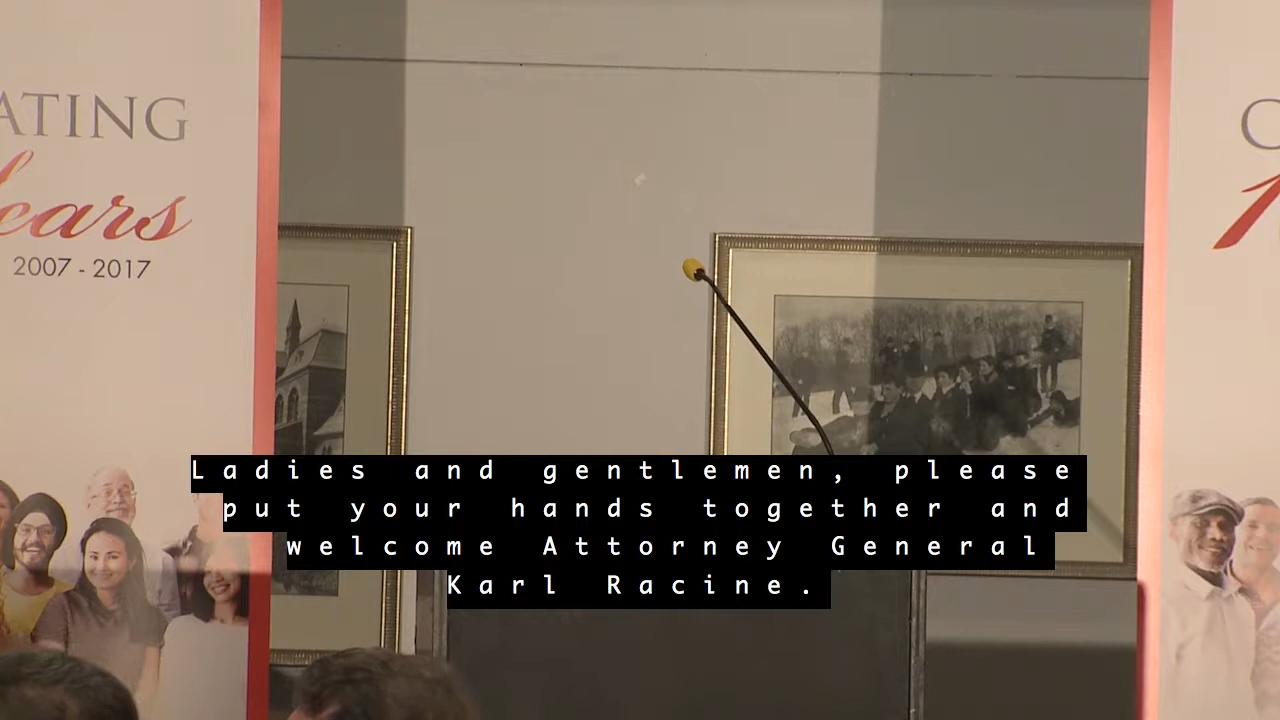 ATING
ears
2007 - 2017
Ladies and gentlemen, please
put your hands together and
welcome Attorney General
Karl Racine.